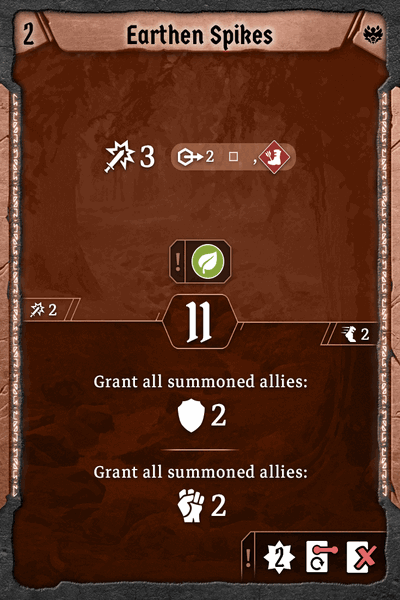 2 Earthen Spikes
3 2 ,
2 11 2
Grant all summoned allies:
2
Grant all summoned allies:
2
! 2